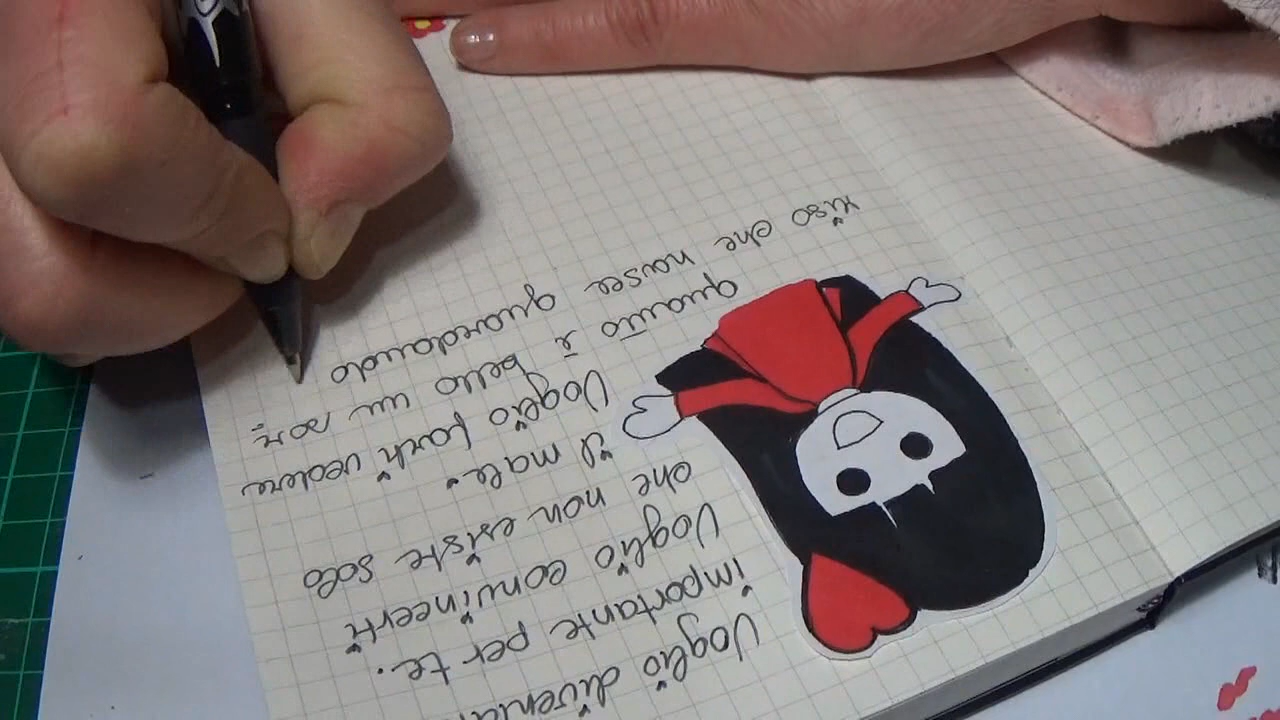 Voglio diventa
importante per te.
Voglio convincerti
che non esiste solo
il male.
Voglio farti vedere
quanto è bello un sor=
riso che nasce guardando